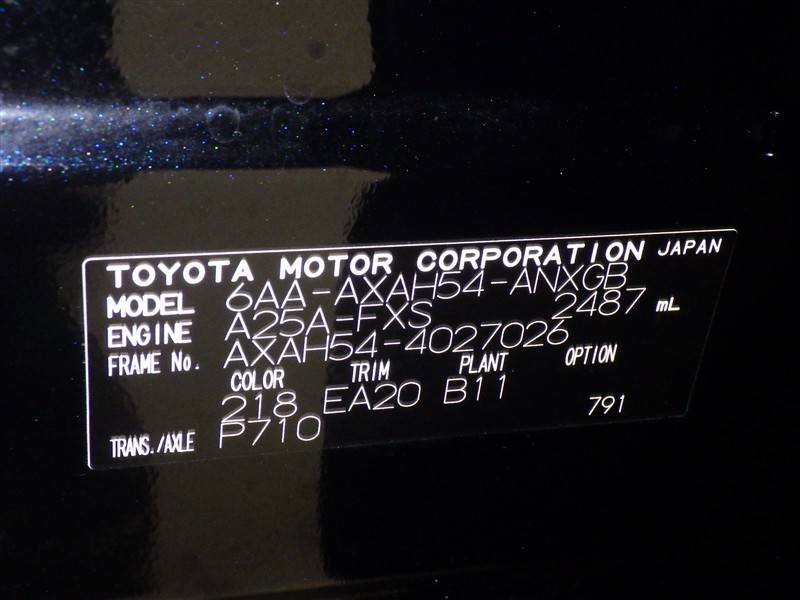 TOYOTA MOTOR CORPORATION JAPAN
MODEL 6AA-AXAH54-ANXGB
ENGINE A25A-FXS 2487 mL
FRAME No. AXAH54-4027026
COLOR TRIM PLANT OPTION
218 EA20 B11 791
TRANS./AXLE P710